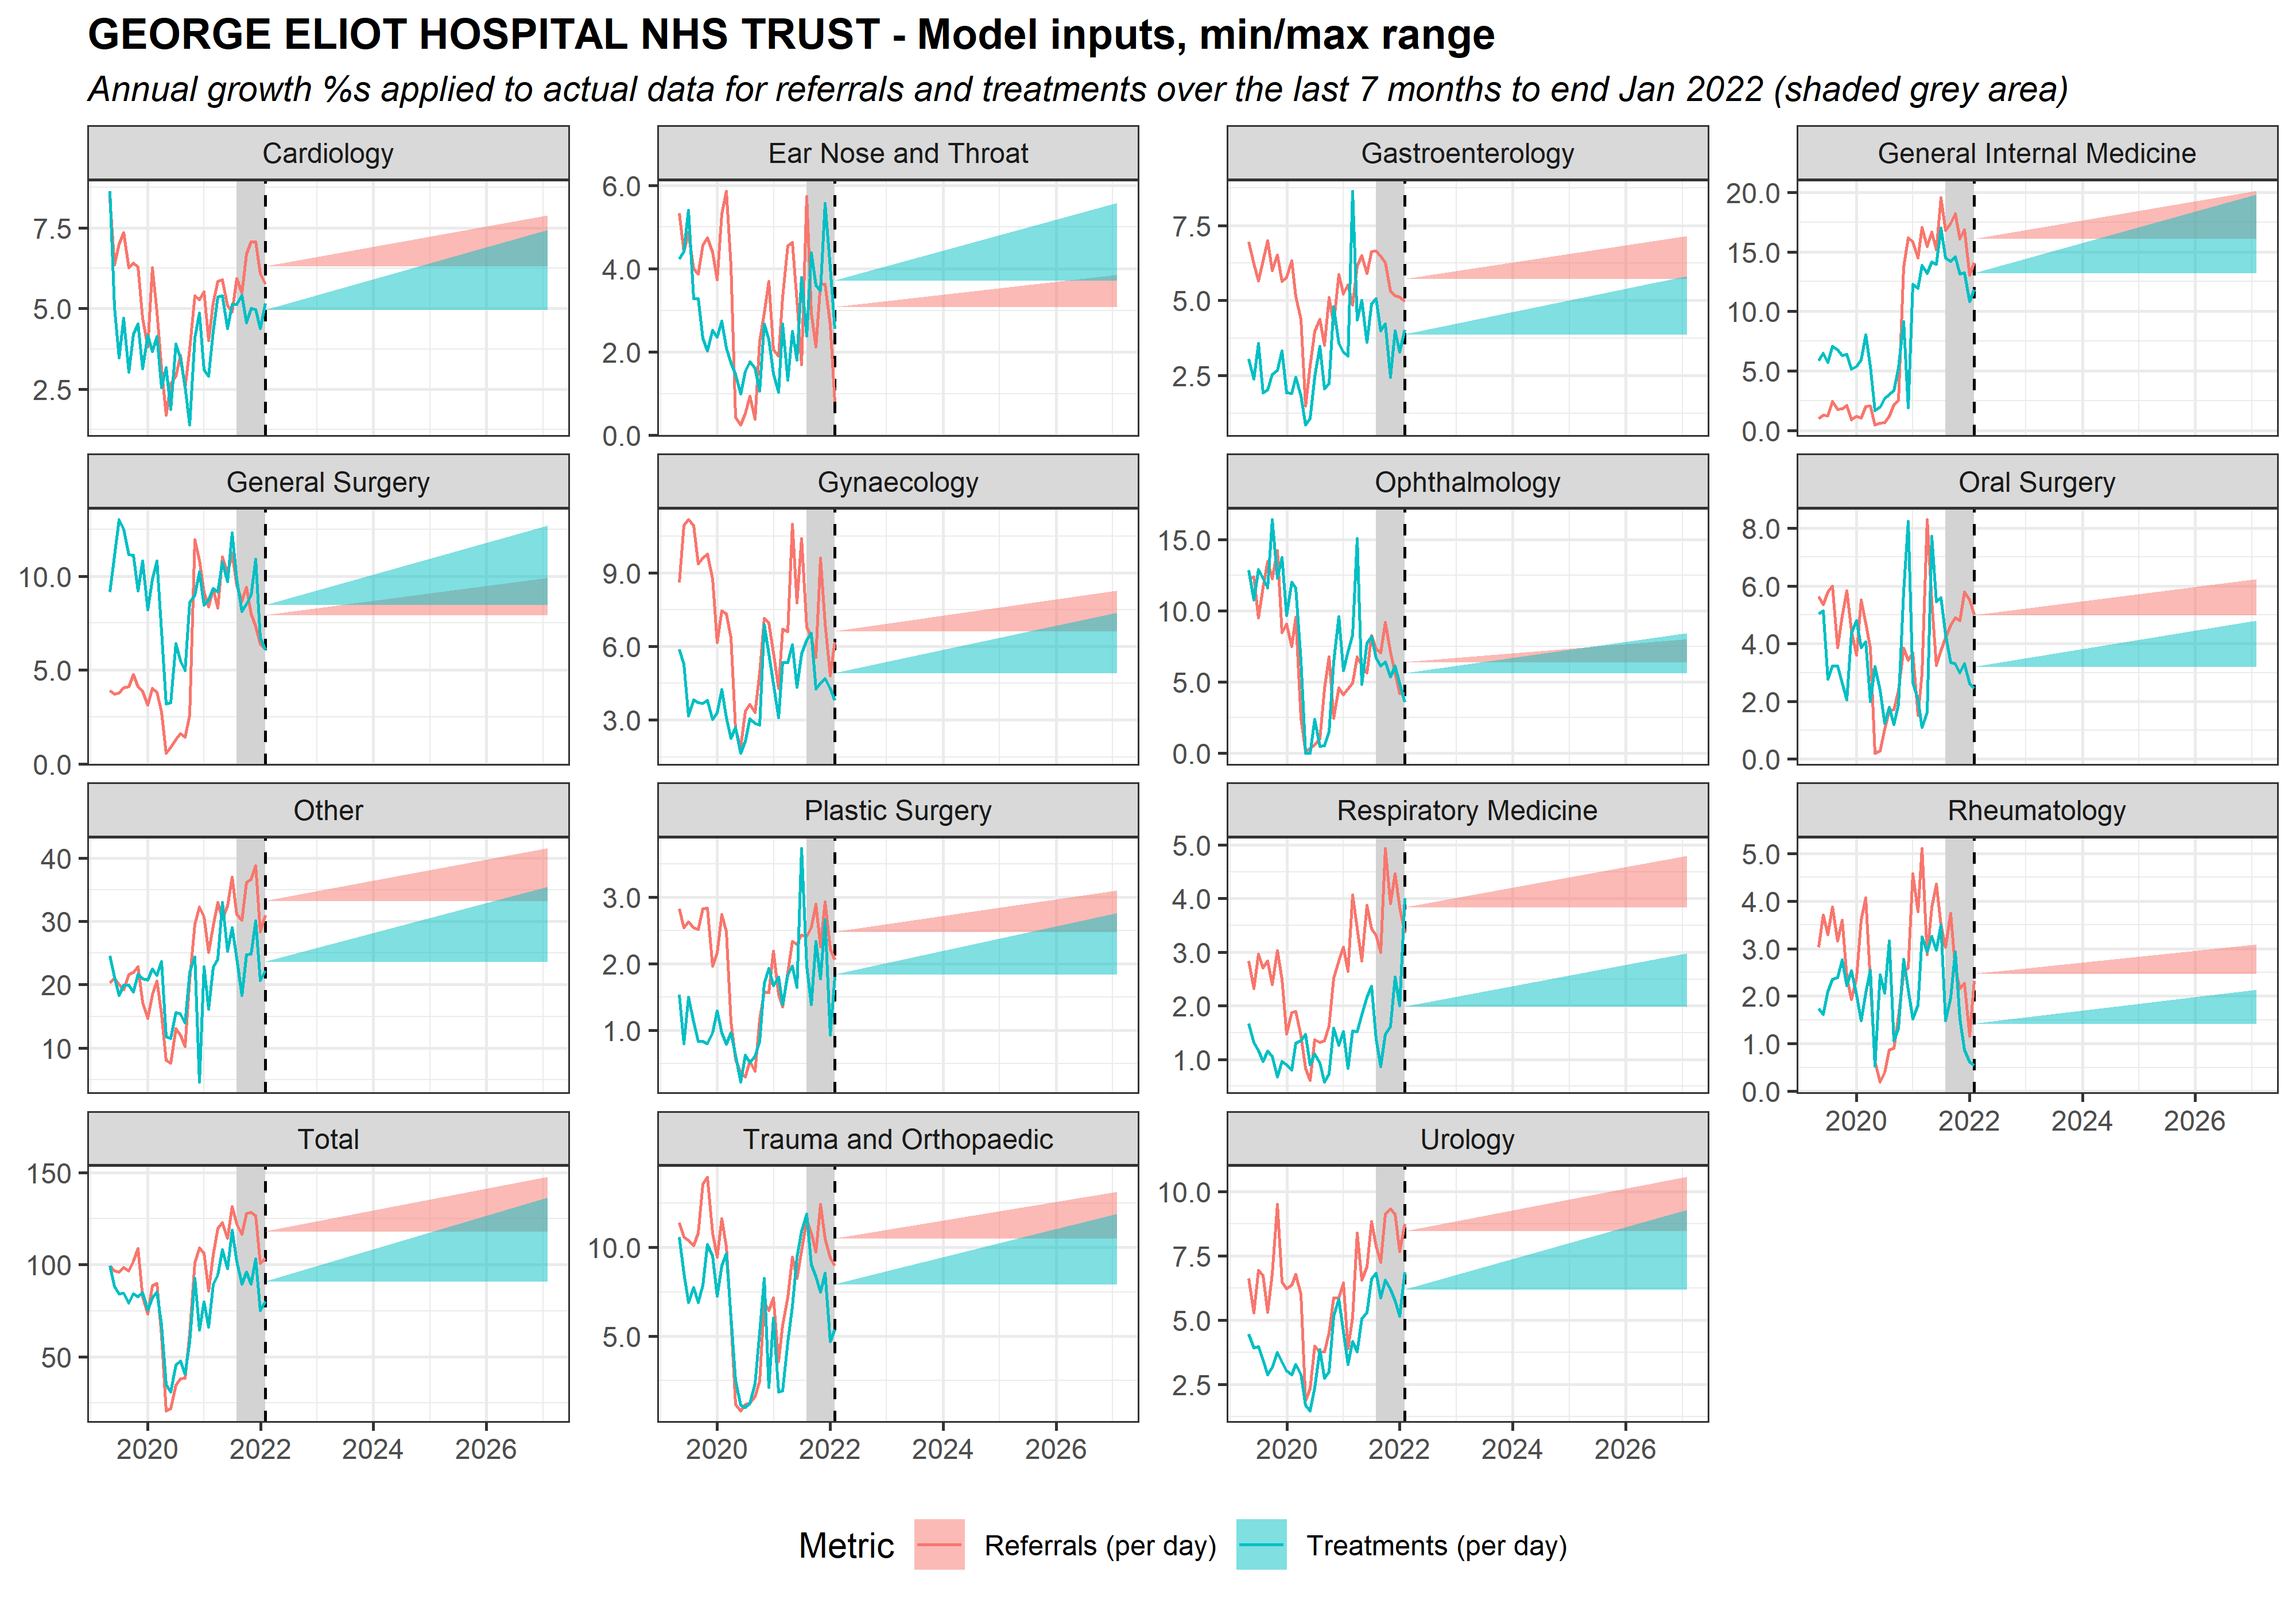 GEORGE ELIOT HOSPITAL NHS TRUST - Model inputs, min/max range
Annual growth %s applied to actual data for referrals and treatments over the last 7 months to end Jan 2022 (shaded grey area)
Cardiology
7.5
5.0
2.5
Ear Nose and Throat
6.0
4.0
2.0
0.0
Gastroenterology
7.5
5.0
2.5
General Internal Medicine
20.0
15.0
10.0
5.0
0.0
General Surgery
10.0
5.0
0.0
Gynaecology
9.0
6.0
3.0
Ophthalmology
15.0
10.0
5.0
0.0
Oral Surgery
8.0
6.0
4.0
2.0
0.0
Other
40
30
20
10
Plastic Surgery
3.0
2.0
1.0
Respiratory Medicine
5.0
4.0
3.0
2.0
1.0
Rheumatology
5.0
4.0
3.0
2.0
1.0
0.0
2020 2022 2024 2026
Total
150
100
50
2020 2022 2024 2026
Trauma and Orthopaedic
10.0
5.0
2020 2022 2024 2026
Urology
10.0
7.5
5.0
2.5
2020 2022 2024 2026
Metric Referrals (per day) Treatments (per day)